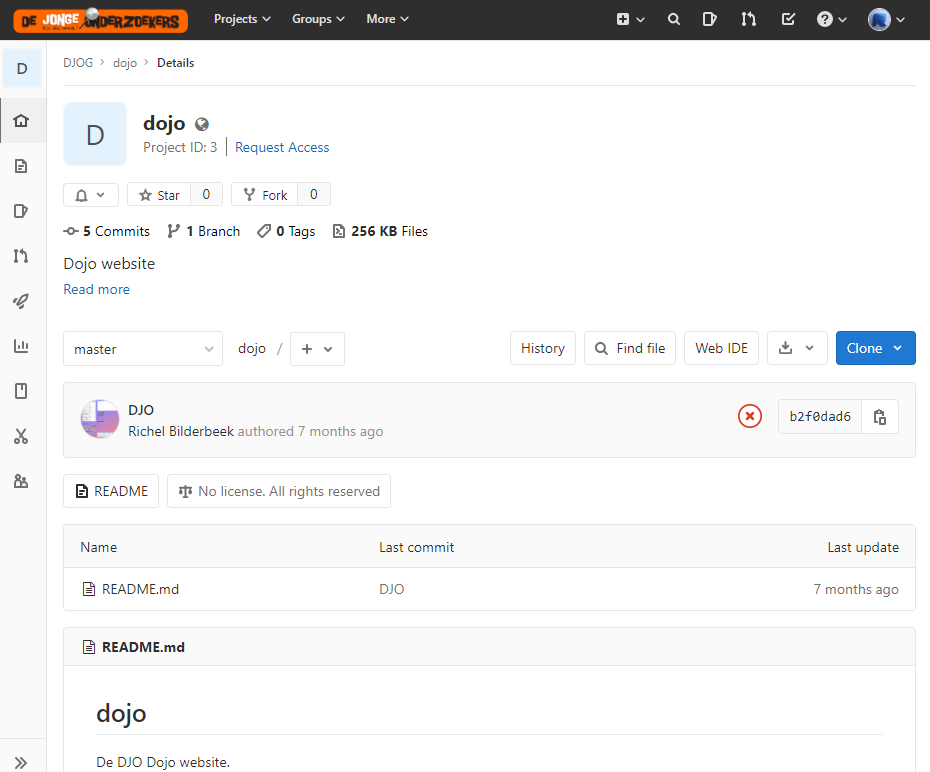 DE JONGE ONDERZOEKERS Projects Groups More
D DJOG > dojo > Details
D dojo
Project ID: 3 | Request Access
Star 0 Fork 0
5 Commits 1 Branch 0 Tags 256 KB Files
Dojo website
Read more
master dojo / + History Find file Web IDE Clone
DJO
Richel Bilderbeek authored 7 months ago b2f0dad6
README No license. All rights reserved
Name Last commit Last update
README.md DJO 7 months ago
README.md
dojo
De DJO Dojo website.